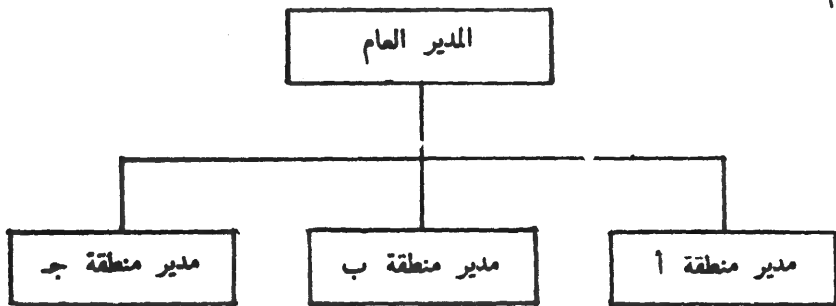 المدير العام
مدير منطقة أ
مدير منطقة ب
مدير منطقة جـ